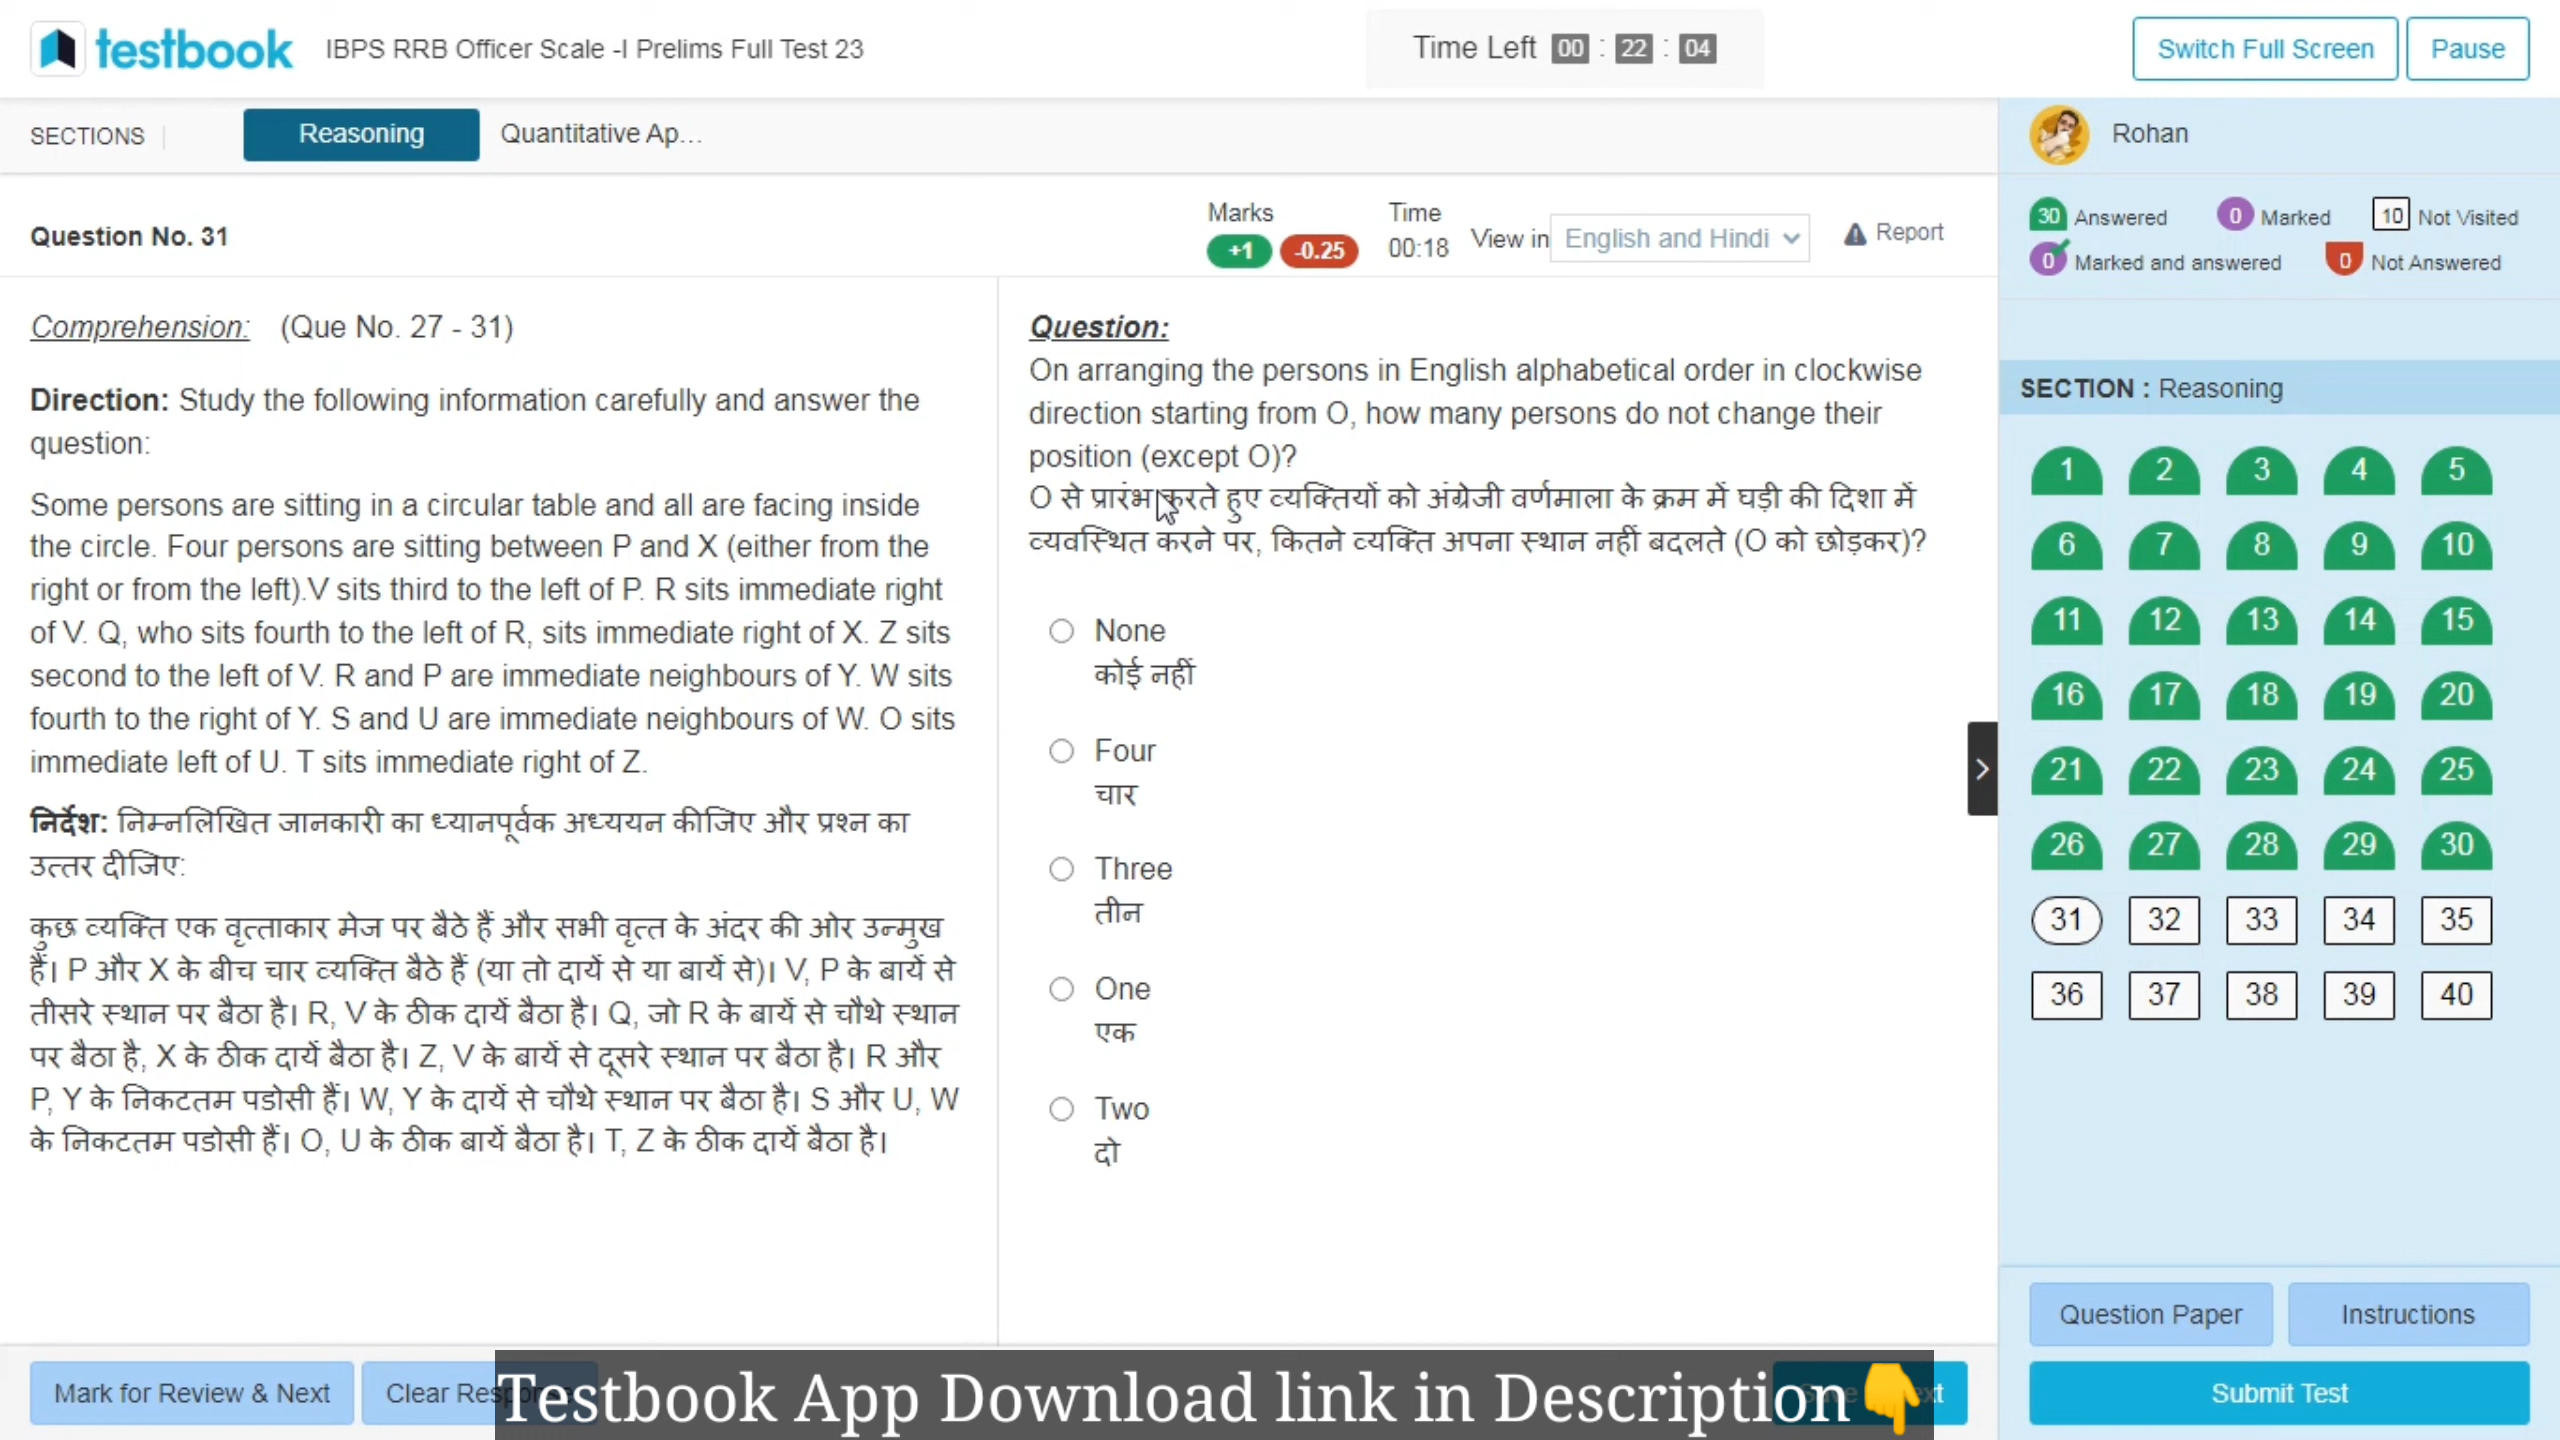 testbook IBPS RRB Officer Scale -I Prelims Full Test 23
Time Left 00 : 22 : 04
Switch Full Screen
Pause
SECTIONS
Reasoning
Quantitative Ap...
Rohan
Question No. 31
Marks
+1 -0.25
Time
00:18
View in English and Hindi
Report
30 Answered
0 Marked
10 Not Visited
0 Marked and answered
0 Not Answered
Comprehension: (Que No. 27 - 31)
Direction: Study the following information carefully and answer the
question:
Some persons are sitting in a circular table and all are facing inside
the circle. Four persons are sitting between P and X (either from the
right or from the left).V sits third to the left of P. R sits immediate right
of V. Q, who sits fourth to the left of R, sits immediate right of X. Z sits
second to the left of V. R and P are immediate neighbours of Y. W sits
fourth to the right of Y. S and U are immediate neighbours of W. O sits
immediate left of U. T sits immediate right of Z.
निर्देश: निम्नलिखित जानकारी का ध्यानपूर्वक अध्ययन कीजिए और प्रश्न का
उत्तर दीजिए:
कुछ व्यक्ति एक वृत्ताकार मेज पर बैठे हैं और सभी वृत्त के अंदर की ओर उन्मुख
हैं। P और X के बीच चार व्यक्ति बैठे हैं (या तो दायें से या बायें से)। V, P के बायें से
तीसरे स्थान पर बैठा है। R, V के ठीक दायें बैठा है। Q, जो R के बायें से चौथे स्थान
पर बैठा है, X के ठीक दायें बैठा है। Z, V के बायें से दूसरे स्थान पर बैठा है। R और
P, Y के निकटतम पडोसी हैं। W, Y के दायें से चौथे स्थान पर बैठा है। S और U, W
के निकटतम पडोसी हैं। O, U के ठीक बायें बैठा है। T, Z के ठीक दायें बैठा है।
Question:
On arranging the persons in English alphabetical order in clockwise
direction starting from O, how many persons do not change their
position (except O)?
O से प्रारंभ करते हुए व्यक्तियों को अंग्रेजी वर्णमाला के क्रम में घड़ी की दिशा में
व्यवस्थित करने पर, कितने व्यक्ति अपना स्थान नहीं बदलते (O को छोड़कर)?
None
कोई नहीं
Four
चार
Three
तीन
One
एक
Two
दो
SECTION : Reasoning
1 2 3 4 5
6 7 8 9 10
11 12 13 14 15
16 17 18 19 20
21 22 23 24 25
26 27 28 29 30
31 32 33 34 35
36 37 38 39 40
Question Paper
Instructions
Mark for Review & Next
Clear
Testbook App Download link in Description
Submit Test